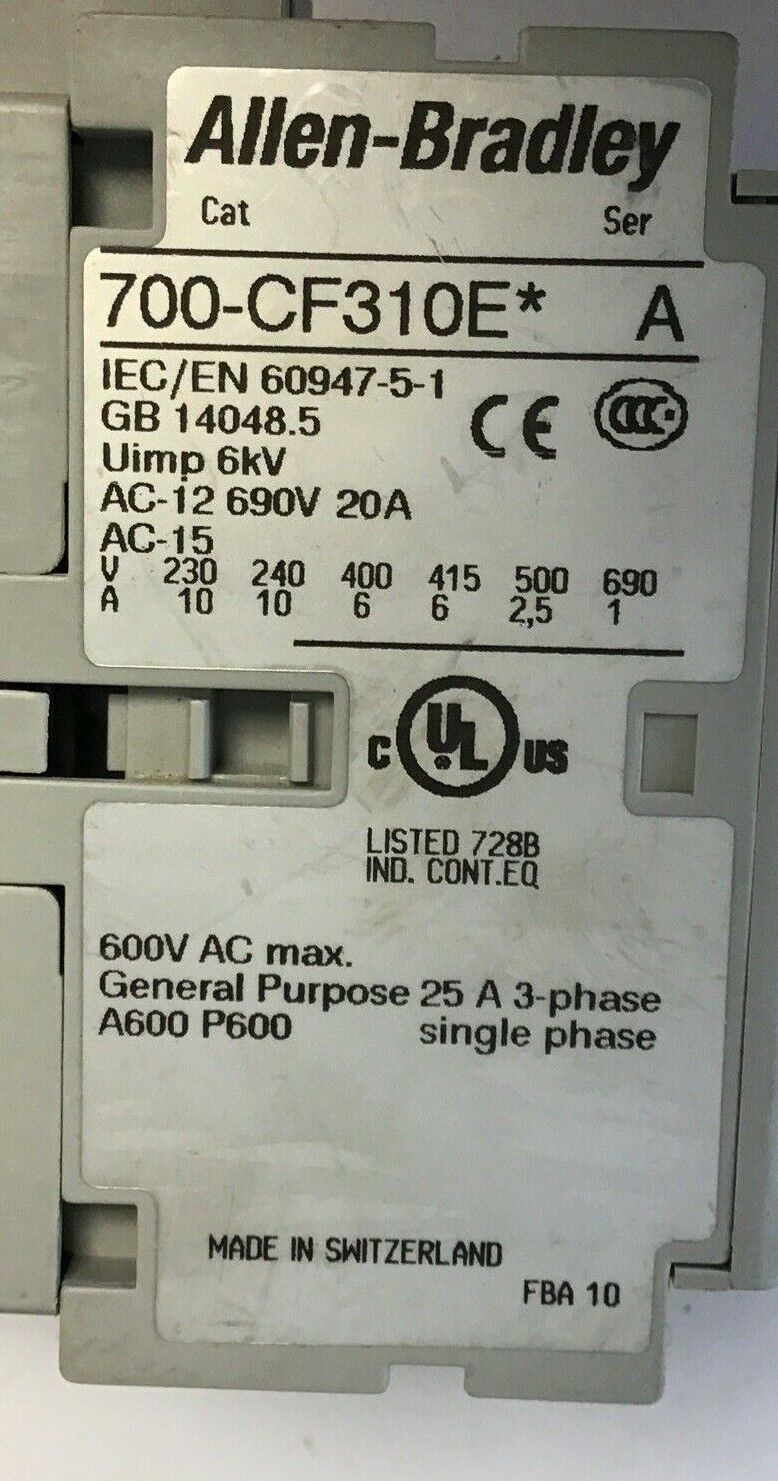 Allen-Bradley
Cat Ser
700-CF310E* A
IEC/EN 60947-5-1
GB 14048.5
CE CCC
Uimp 6kV
AC-12 690V 20A
AC-15
V 230 240 400 415 500 690
A 10 10 6 6 2,5 1
C UL US
LISTED 728B
IND. CONT.EQ
600V AC max.
General Purpose 25 A 3-phase
A600 P600 single phase
MADE IN SWITZERLAND
FBA 10